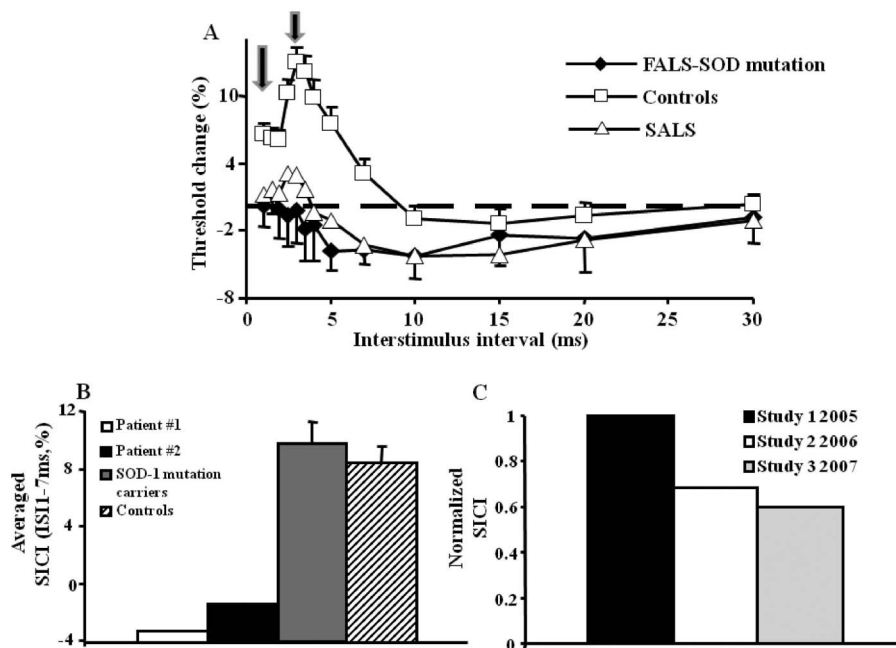 A
Threshold change (%)
10
4
-2
-8
0
5
10
15
20
25
30
Interstimulus interval (ms)
FALS-SOD mutation
Controls
SALS
B
Averaged
SICI (ISI1-7ms,%)
12
8
4
0
-4
Patient #1
Patient #2
SOD-1 mutation
carriers
Controls
C
Normalized
SICI
1
0.8
0.6
0.4
0.2
0
Study 1 2005
Study 2 2006
Study 3 2007